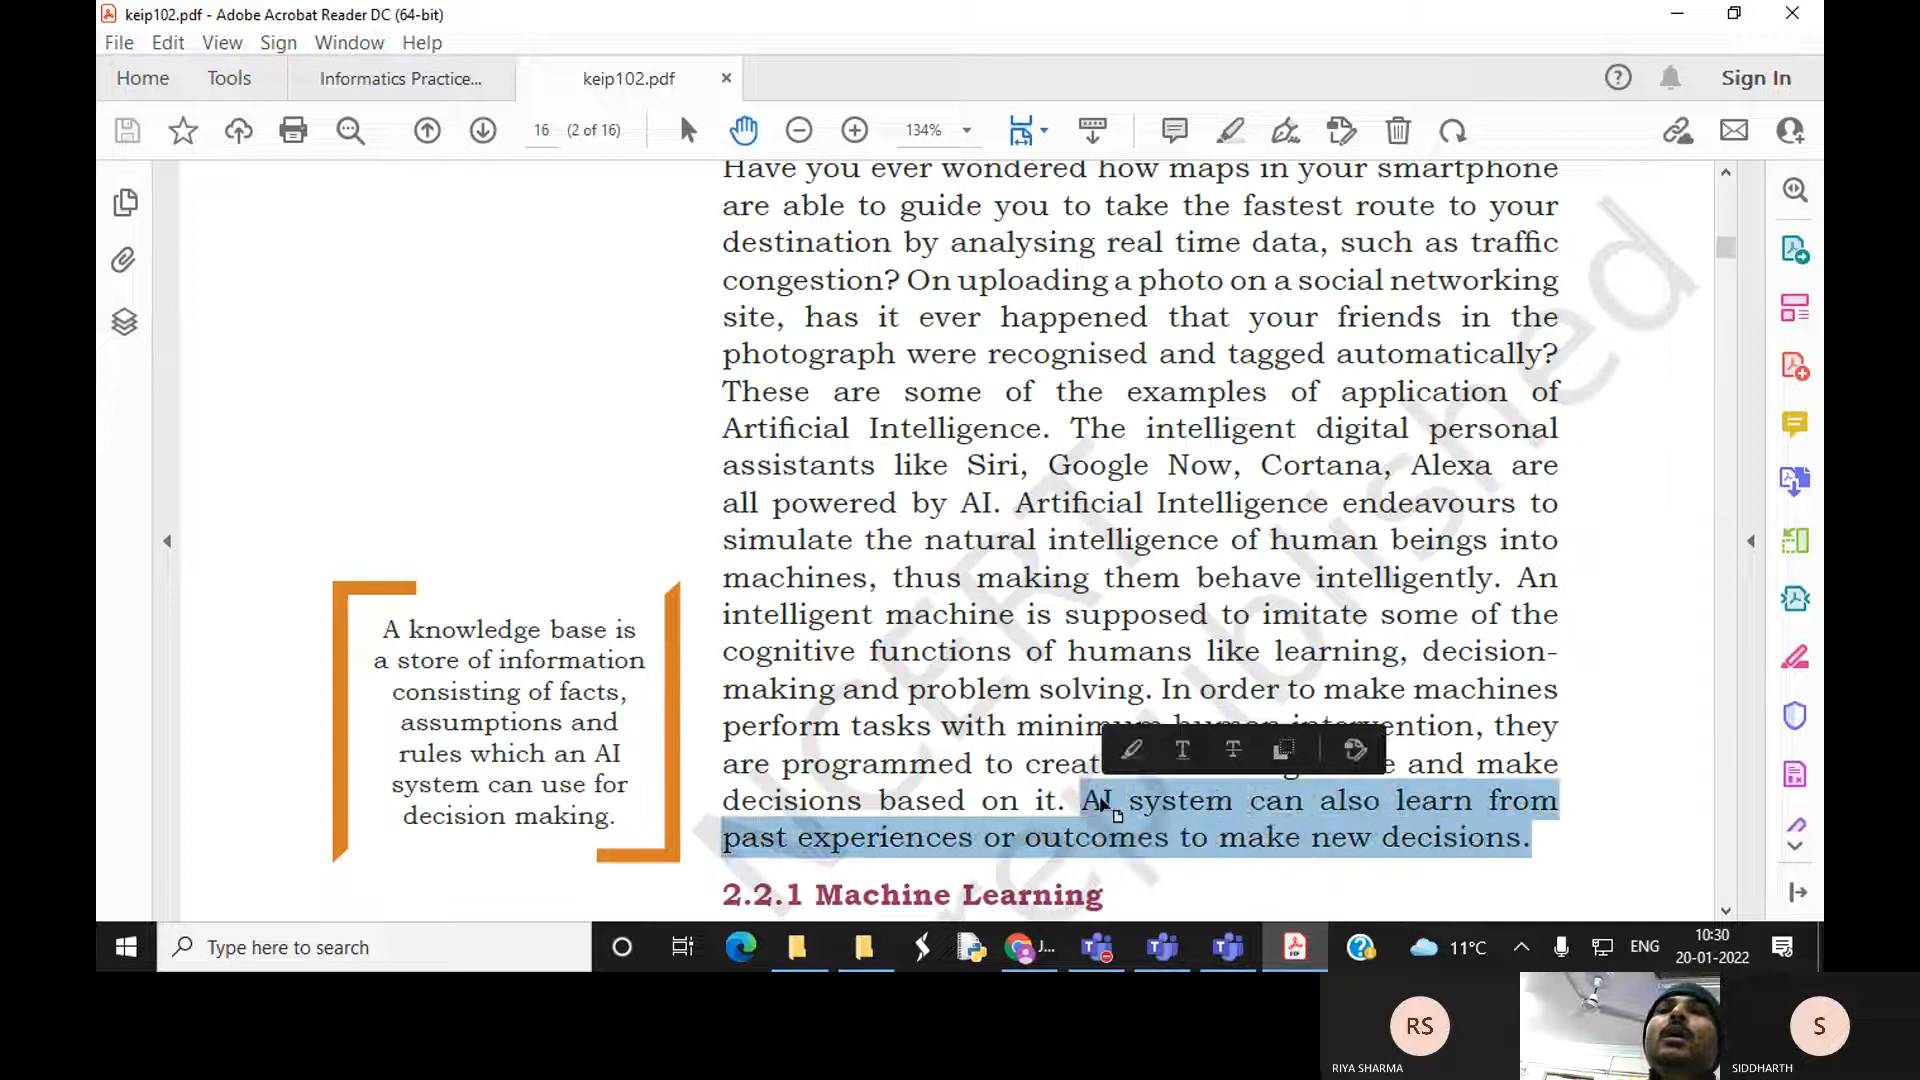 keip102.pdf - Adobe Acrobat Reader DC (64-bit)
File Edit View Sign Window Help
Home Tools Informatics Practice... keip102.pdf × Sign In
16 (2 of 16) 134%
Have you ever wondered how maps in your smartphone
are able to guide you to take the fastest route to your
destination by analysing real time data, such as traffic
congestion? On uploading a photo on a social networking
site, has it ever happened that your friends in the
photograph were recognised and tagged automatically?
These are some of the examples of application of
Artificial Intelligence. The intelligent digital personal
assistants like Siri, Google Now, Cortana, Alexa are
all powered by AI. Artificial Intelligence endeavours to
simulate the natural intelligence of human beings into
machines, thus making them behave intelligently. An
intelligent machine is supposed to imitate some of the
cognitive functions of humans like learning, decision-
making and problem solving. In order to make machines
perform tasks with minimum human intervention, they
are programmed to create and make
decisions based on it. AI system can also learn from
past experiences or outcomes to make new decisions.
A knowledge base is
a store of information
consisting of facts,
assumptions and
rules which an AI
system can use for
decision making.
2.2.1 Machine Learning
NCERT
republished
Type here to search J... 11°C ENG 10:30
20-01-2022
RS S
RIYA SHARMA SIDDHARTH